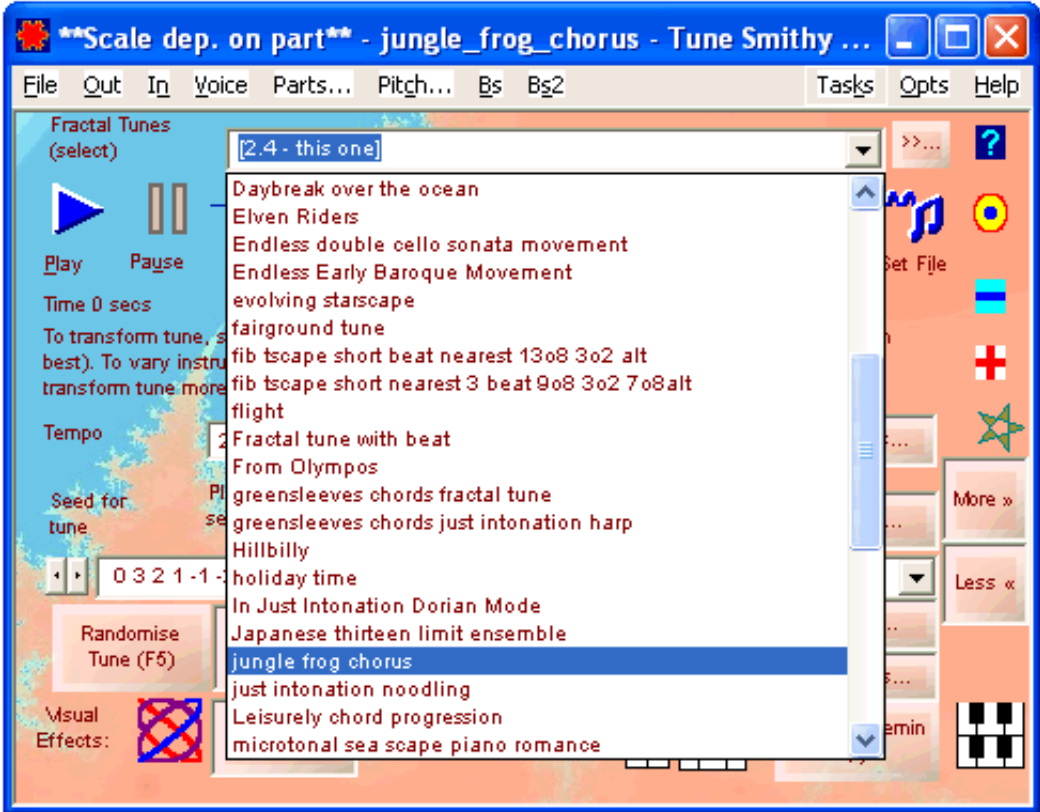 **Scale dep. on part** - jungle_frog_chorus - Tune Smithy ...
File Out In Voice Parts... Pitch... Bs Bs2 Tasks Opts Help
Fractal Tunes
(select)
[2.4 - this one]
>>...
?
Daybreak over the ocean
Elven Riders
Endless double cello sonata movement
Endless Early Baroque Movement
evolving starscape
fairground tune
fib tscape short beat nearest 13o8 3o2 alt
fib tscape short nearest 3 beat 9o8 3o2 7o8alt
flight
Fractal tune with beat
From Olympos
greensleeves chords fractal tune
greensleeves chords just intonation harp
Hillbilly
holiday time
In Just Intonation Dorian Mode
Japanese thirteen limit ensemble
jungle frog chorus
just intonation noodling
Leisurely chord progression
microtonal sea scape piano romance
Play Pause
Set File
Time 0 secs
To transform tune,
best). To vary
transform tune more
Tempo
Seed for
tune
More »
0 3 2 1 -1
Less «
Randomise
Tune (F5)
Visual
Effects: